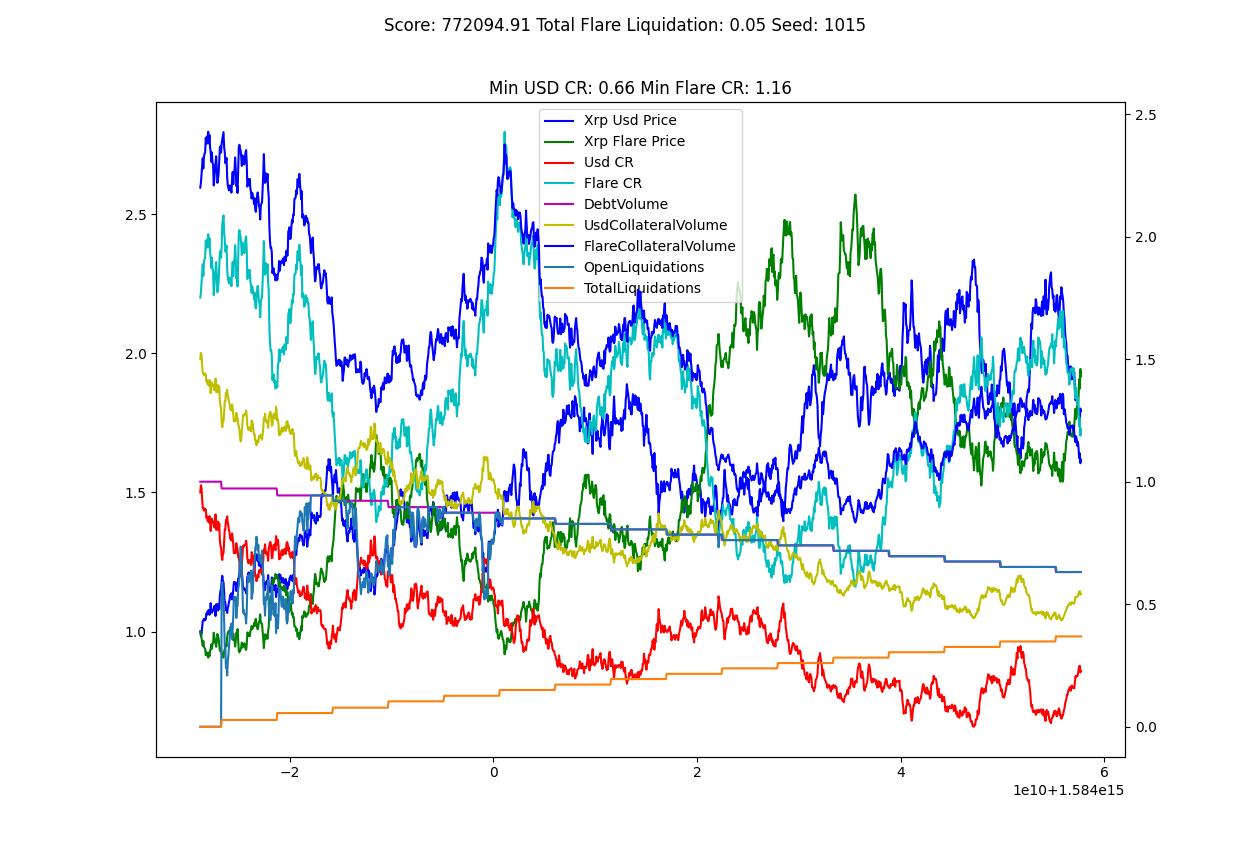 Score: 772094.91 Total Flare Liquidation: 0.05 Seed: 1015
Min USD CR: 0.66 Min Flare CR: 1.16
Xrp Usd Price
Xrp Flare Price
Usd CR
Flare CR
DebtVolume
UsdCollateralVolume
FlareCollateralVolume
OpenLiquidations
TotalLiquidations
2.5
2.0
1.5
1.0
2.5
2.0
1.5
1.0
0.5
0.0
−2
0
2
4
6
1e10+1.584e15